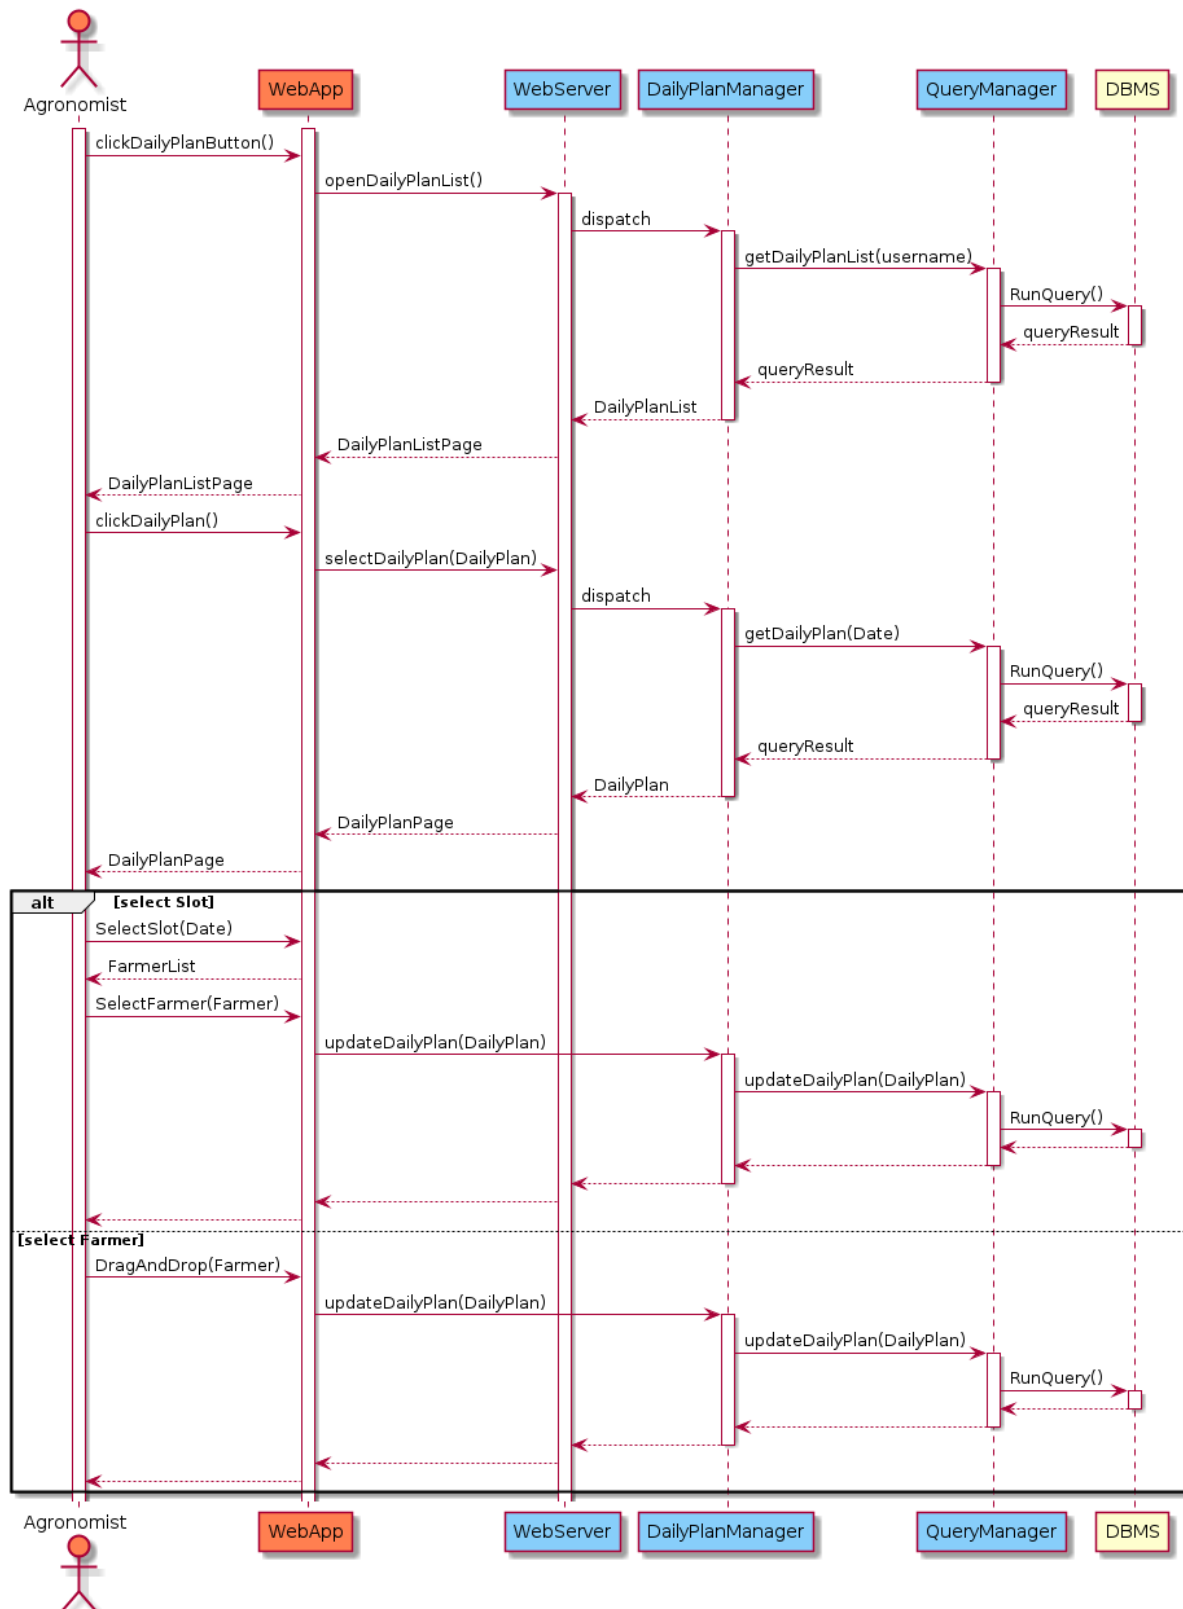 Agronomist
WebApp
WebServer
DailyPlanManager
QueryManager
DBMS
clickDailyPlanButton()
openDailyPlanList()
dispatch
getDailyPlanList(username)
RunQuery()
queryResult
queryResult
DailyPlanList
DailyPlanListPage
DailyPlanListPage
clickDailyPlan()
selectDailyPlan(DailyPlan)
dispatch
getDailyPlan(Date)
RunQuery()
queryResult
queryResult
DailyPlan
DailyPlanPage
DailyPlanPage
alt [select Slot]
SelectSlot(Date)
FarmerList
SelectFarmer(Farmer)
updateDailyPlan(DailyPlan)
updateDailyPlan(DailyPlan)
RunQuery()
[select Farmer]
DragAndDrop(Farmer)
updateDailyPlan(DailyPlan)
updateDailyPlan(DailyPlan)
RunQuery()
Agronomist
WebApp
WebServer
DailyPlanManager
QueryManager
DBMS